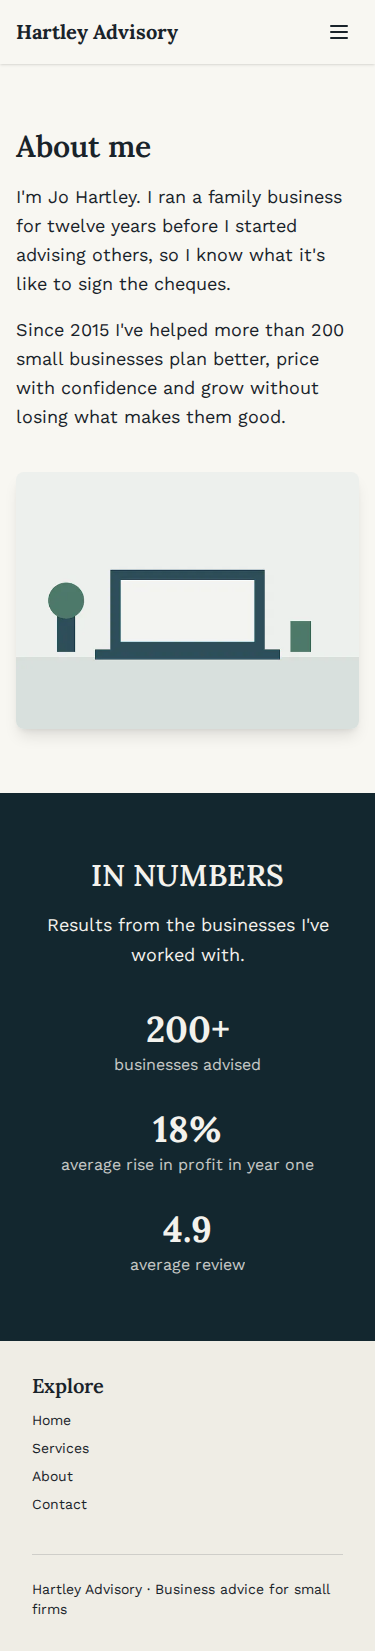 Hartley Advisory
About me
I'm Jo Hartley. I ran a family business
for twelve years before I started
advising others, so I know what it's
like to sign the cheques.
Since 2015 I've helped more than 200
small businesses plan better, price
with confidence and grow without
losing what makes them good.
IN NUMBERS
Results from the businesses I've
worked with.
200+
businesses advised
18%
average rise in profit in year one
4.9
average review
Explore
Home
Services
About
Contact
Hartley Advisory · Business advice for small
firms